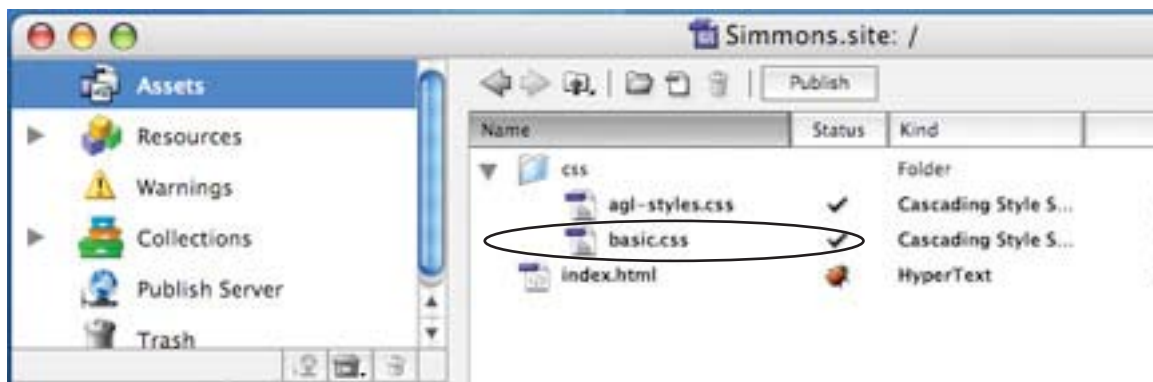 Simmons.site: /
Assets
Resources
Warnings
Collections
Publish Server
Trash
Publish
Name Status Kind
css Folder
agl-styles.css Cascading Style S...
basic.css Cascading Style S...
index.html HyperText